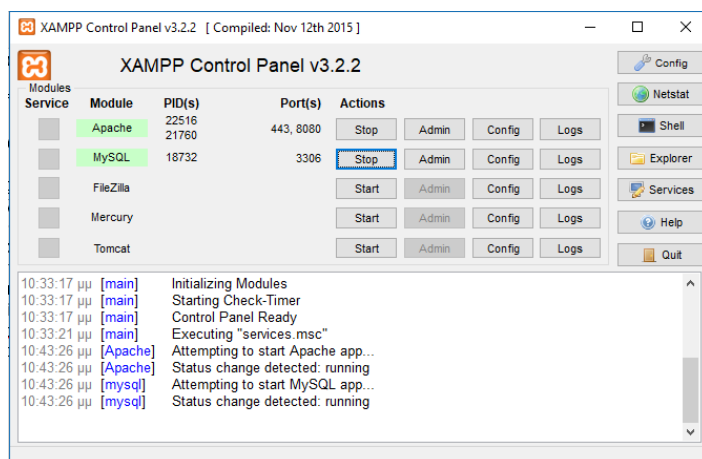 XAMPP Control Panel v3.2.2 [ Compiled: Nov 12th 2015 ]
XAMPP Control Panel v3.2.2
Config
Modules
Service Module PID(s) Port(s) Actions
Netstat
Apache 22516 21760 443, 8080 Stop Admin Config Logs
Shell
MySQL 18732 3306 Stop Admin Config Logs
Explorer
FileZilla Start Admin Config Logs
Services
Mercury Start Admin Config Logs
Help
Tomcat Start Admin Config Logs
Quit
10:33:17 μμ [main] Initializing Modules
10:33:17 μμ [main] Starting Check-Timer
10:33:17 μμ [main] Control Panel Ready
10:33:21 μμ [main] Executing "services.msc"
10:43:26 μμ [Apache] Attempting to start Apache app...
10:43:26 μμ [Apache] Status change detected: running
10:43:26 μμ [mysql] Attempting to start MySQL app...
10:43:26 μμ [mysql] Status change detected: running